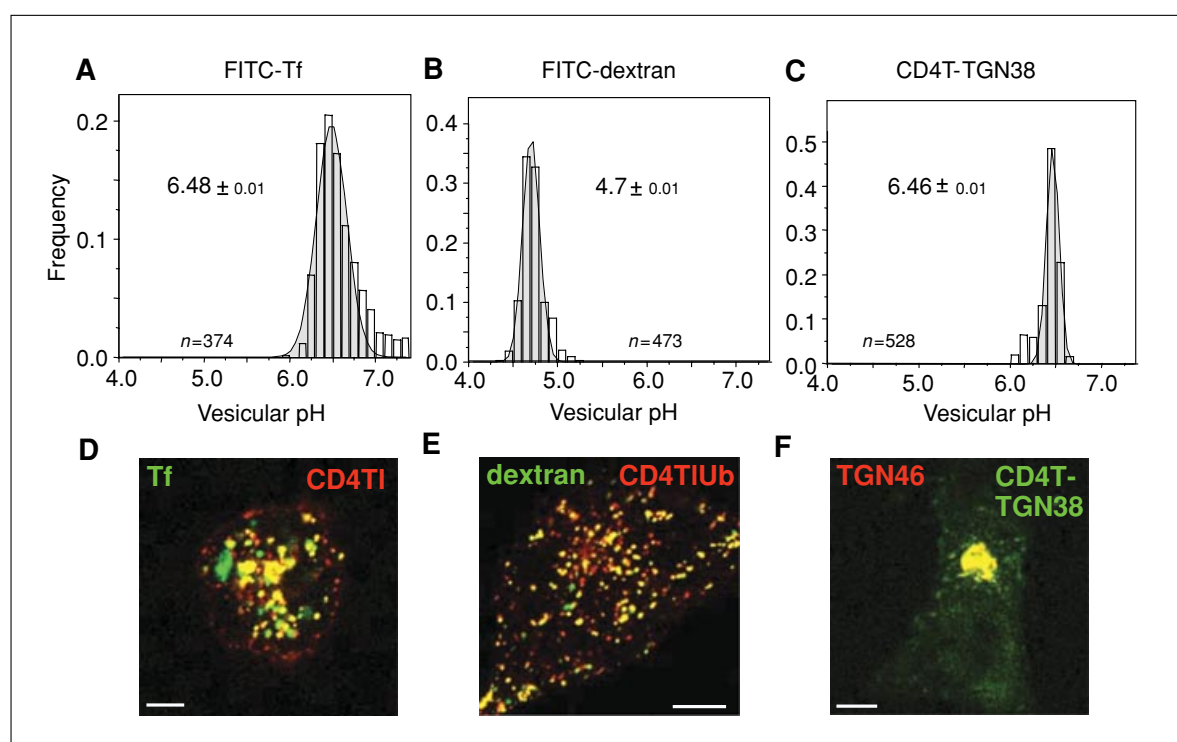 A FITC-Tf
B FITC-dextran
C CD4T-TGN38
Frequency
0.2
0.1
0.0
6.48 ± 0.01
n=374
4.0 5.0 6.0 7.0
Vesicular pH
0.4
0.3
0.2
0.1
0.0
4.7 ± 0.01
n=473
4.0 5.0 6.0 7.0
Vesicular pH
0.5
0.4
0.3
0.2
0.1
0.0
6.46 ± 0.01
n=528
4.0 5.0 6.0 7.0
Vesicular pH
D
Tf CD4TI
E
dextran CD4TIUb
F
TGN46 CD4T-
TGN38